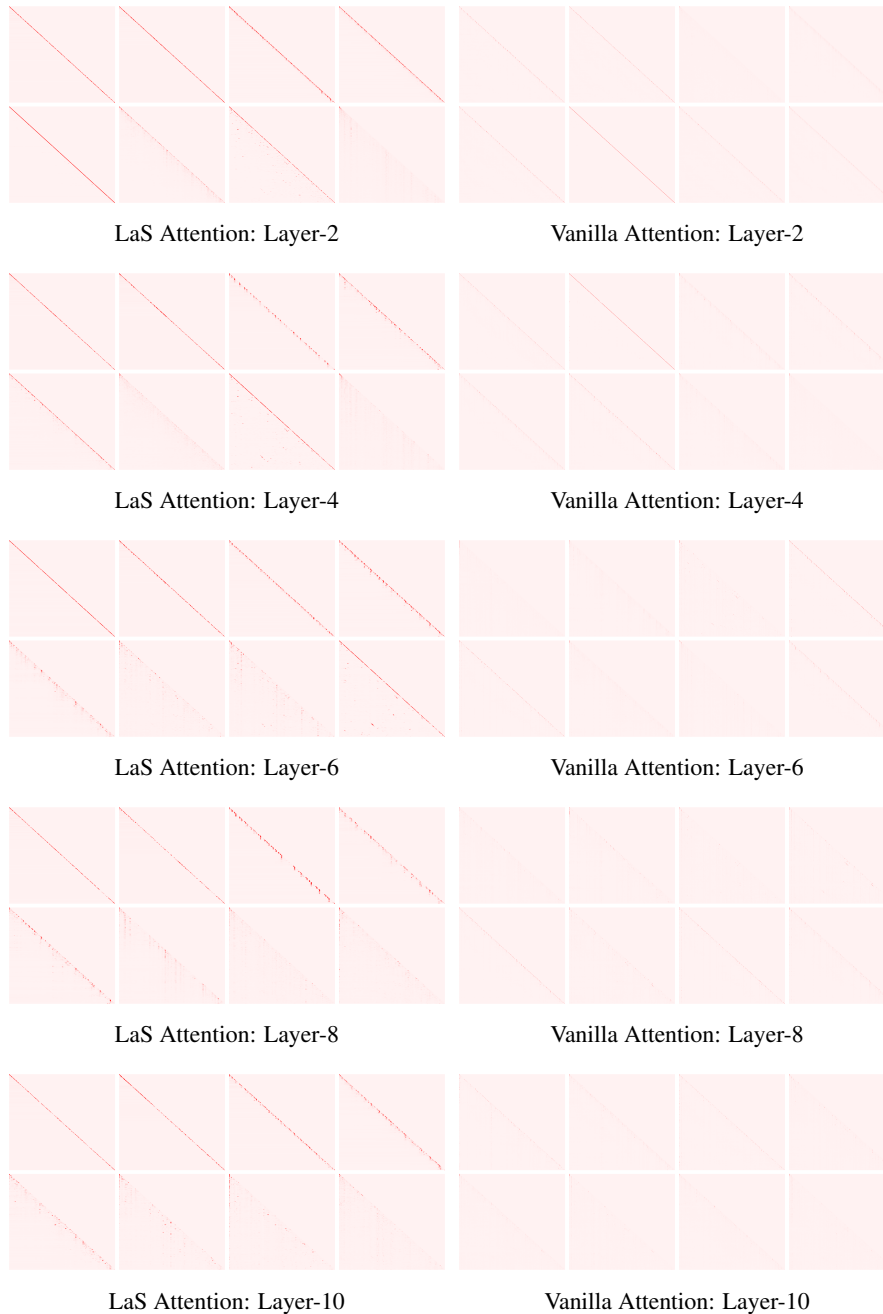 LaS Attention: Layer-2
Vanilla Attention: Layer-2
LaS Attention: Layer-4
Vanilla Attention: Layer-4
LaS Attention: Layer-6
Vanilla Attention: Layer-6
LaS Attention: Layer-8
Vanilla Attention: Layer-8
LaS Attention: Layer-10
Vanilla Attention: Layer-10